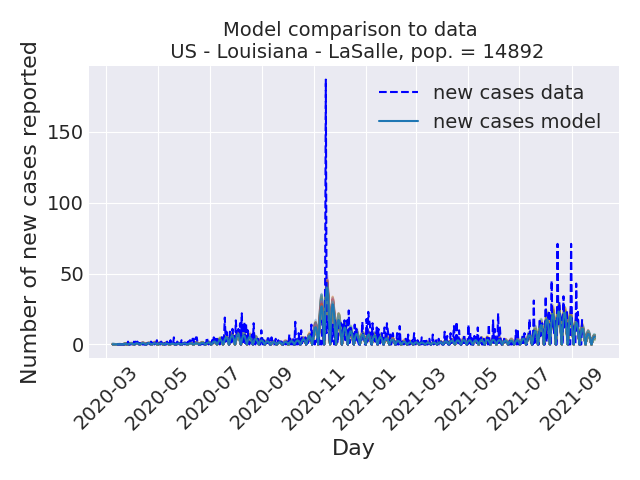 Model comparison to data
US - Louisiana - LaSalle, pop. = 14892
Number of new cases reported
150
100
50
0
new cases data
new cases model
2020-03
2020-05
2020-07
2020-09
2020-11
2021-01
2021-03
2021-05
2021-07
2021-09
Day